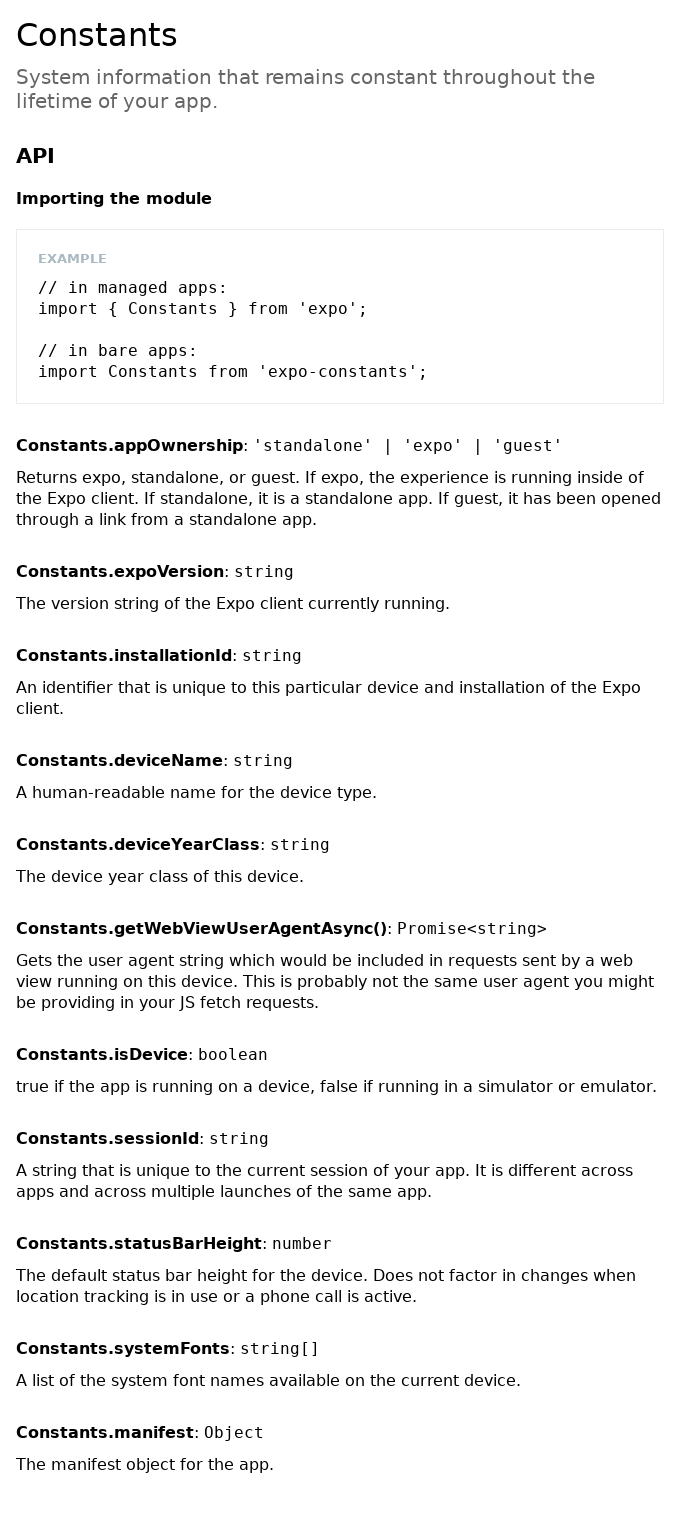 Constants
System information that remains constant throughout the
lifetime of your app.
API
Importing the module
EXAMPLE
// in managed apps:
import { Constants } from 'expo';
// in bare apps:
import Constants from 'expo-constants';
Constants.appOwnership: 'standalone' | 'expo' | 'guest'
Returns expo, standalone, or guest. If expo, the experience is running inside of
the Expo client. If standalone, it is a standalone app. If guest, it has been opened
through a link from a standalone app.
Constants.expoVersion: string
The version string of the Expo client currently running.
Constants.installationId: string
An identifier that is unique to this particular device and installation of the Expo
client.
Constants.deviceName: string
A human-readable name for the device type.
Constants.deviceYearClass: string
The device year class of this device.
Constants.getWebViewUserAgentAsync(): Promise<string>
Gets the user agent string which would be included in requests sent by a web
view running on this device. This is probably not the same user agent you might
be providing in your JS fetch requests.
Constants.isDevice: boolean
true if the app is running on a device, false if running in a simulator or emulator.
Constants.sessionId: string
A string that is unique to the current session of your app. It is different across
apps and across multiple launches of the same app.
Constants.statusBarHeight: number
The default status bar height for the device. Does not factor in changes when
location tracking is in use or a phone call is active.
Constants.systemFonts: string[]
A list of the system font names available on the current device.
Constants.manifest: Object
The manifest object for the app.